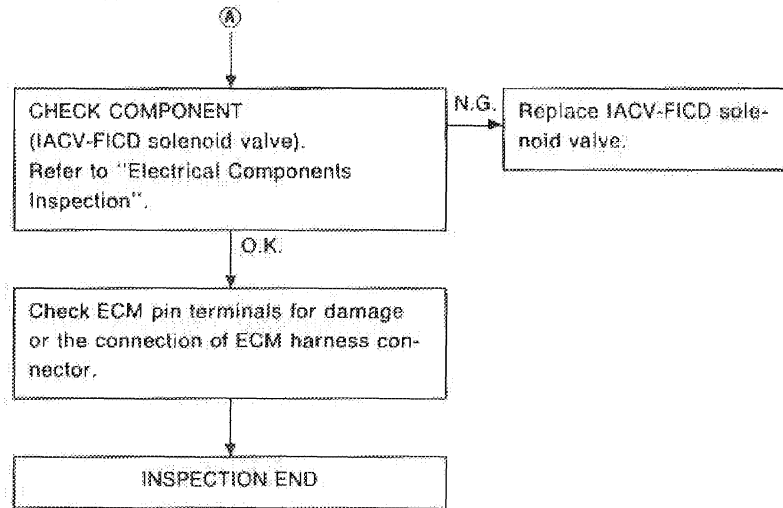 A
CHECK COMPONENT
(IACV-FICD solenoid valve).
Refer to "Electrical Components
Inspection".
N.G.
Replace IACV-FICD sole-
noid valve.
O.K.
Check ECM pin terminals for damage
or the connection of ECM harness con-
nector.
INSPECTION END